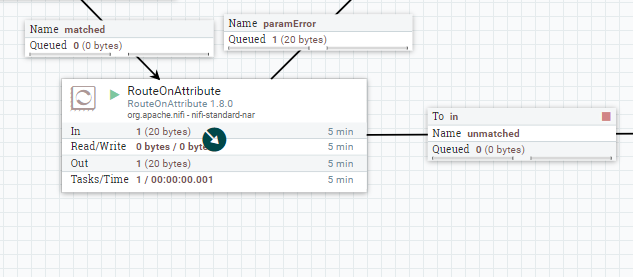 Name matched
Queued 0 (0 bytes)
Name paramError
Queued 1 (20 bytes)
RouteOnAttribute
RouteOnAttribute 1.8.0
org.apache.nifi - nifi-standard-nar
In 1 (20 bytes) 5 min
Read/Write 0 bytes / 0 byte 5 min
Out 1 (20 bytes) 5 min
Tasks/Time 1 / 00:00:00.001 5 min
To in
Name unmatched
Queued 0 (0 bytes)